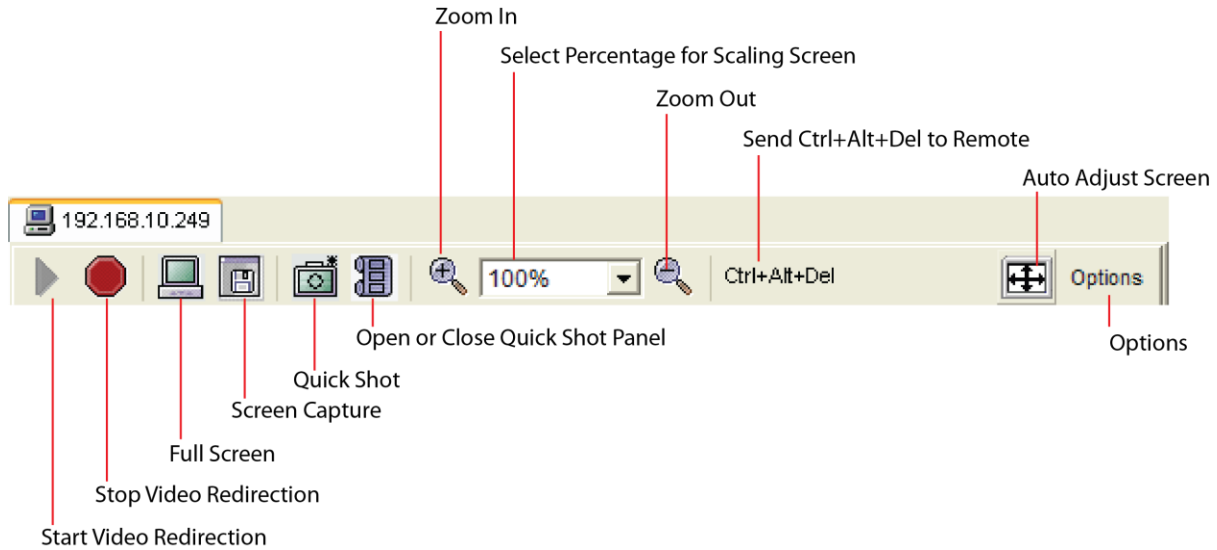 Zoom In
Select Percentage for Scaling Screen
Zoom Out
Send Ctrl+Alt+Del to Remote
Auto Adjust Screen
192.168.10.249
100%
Ctrl+Alt+Del
Options
Open or Close Quick Shot Panel
Options
Quick Shot
Screen Capture
Full Screen
Stop Video Redirection
Start Video Redirection